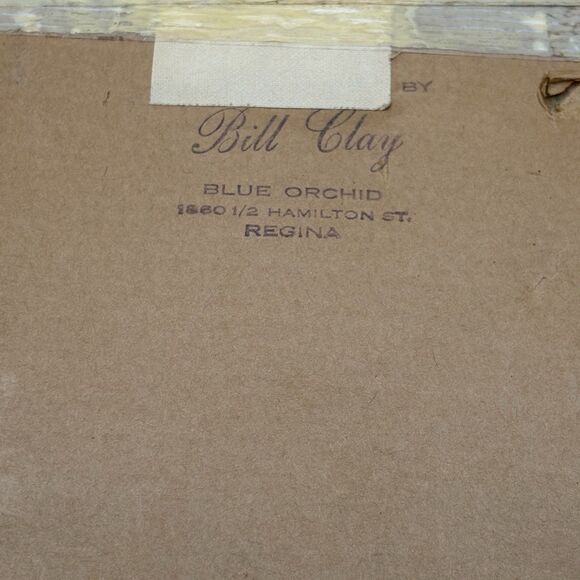 BY
Bill Clay
BLUE ORCHID
1860 1/2 HAMILTON ST.
REGINA